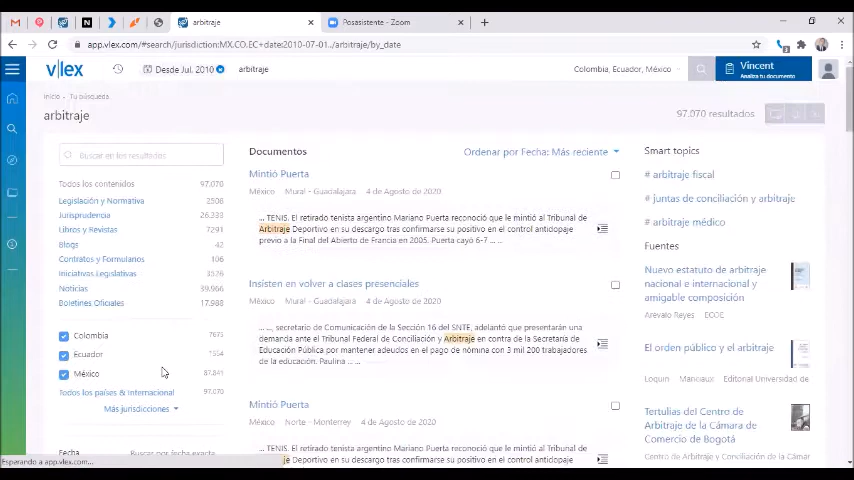 arbitraje
Posasistente - Zoom
app.vlex.com/#search/jurisdiction:MX.CO.EC+date:2010-07-01../arbitraje/by_date
vlex
Desde Jul. 2010
arbitraje
Colombia, Ecuador, México
Vincent
Analiza tu documento
Inicio Tu búsqueda
arbitraje
97.070 resultados
Buscar en los resultados
Todos los contenidos 97.070
Legislación y Normativa 2506
Jurisprudencia 26.339
Libros y Revistas 7291
Blogs 42
Contratos y Formularios 106
Iniciativas Legislativas 3526
Noticias 39.966
Boletines Oficiales 17.988
Colombia 7675
Ecuador 1554
México 87.841
Todos los países & internacional 97.070
Más jurisdicciones
Fecha Buscar por fecha exacta
Documentos
Ordenar por Fecha: Más reciente
Mintió Puerta
México Mural - Guadalajara 4 de Agosto de 2020
... TENIS. El retirado tenista argentino Mariano Puerta reconoció que le mintió al Tribunal de
Arbitraje Deportivo en su descargo tras confirmarse su positivo en el control antidopaje
previo a la Final del Abierto de Francia en 2005. Puerta cayó 6-7 ... ...
Insisten en volver a clases presenciales
México Mural - Guadalajara 4 de Agosto de 2020
... ..., secretario de Comunicación de la Sección 16 del SNTE, adelantó que presentarán una
demanda ante el Tribunal Federal de Conciliación y Arbitraje en contra de la Secretaría de
Educación Pública por mantener adeudos en el pago de nómina con 3 mil 200 trabajadores
de la educación. Paulina ... ...
Mintió Puerta
México Norte - Monterrey 4 de Agosto de 2020
... TENIS. El retirado tenista argentino Mariano Puerta reconoció que le mintió al Tribunal de
Deportivo en su descargo tras confirmarse su positivo en el control antidopaje
Smart topics
# arbitraje fiscal
# juntas de conciliación y arbitraje
# arbitraje médico
Fuentes
Nuevo estatuto de arbitraje
nacional e internacional y
amigable composición
Arévalo Reyes ECOE
El orden público y el arbitraje
Loquin Manciaux Editorial Universidad de
Tertulias del Centro de
Arbitraje de la Cámara de
Comercio de Bogotá
Centro de Arbitraje y Conciliación de la Cámar
Esperando a app.vlex.com...